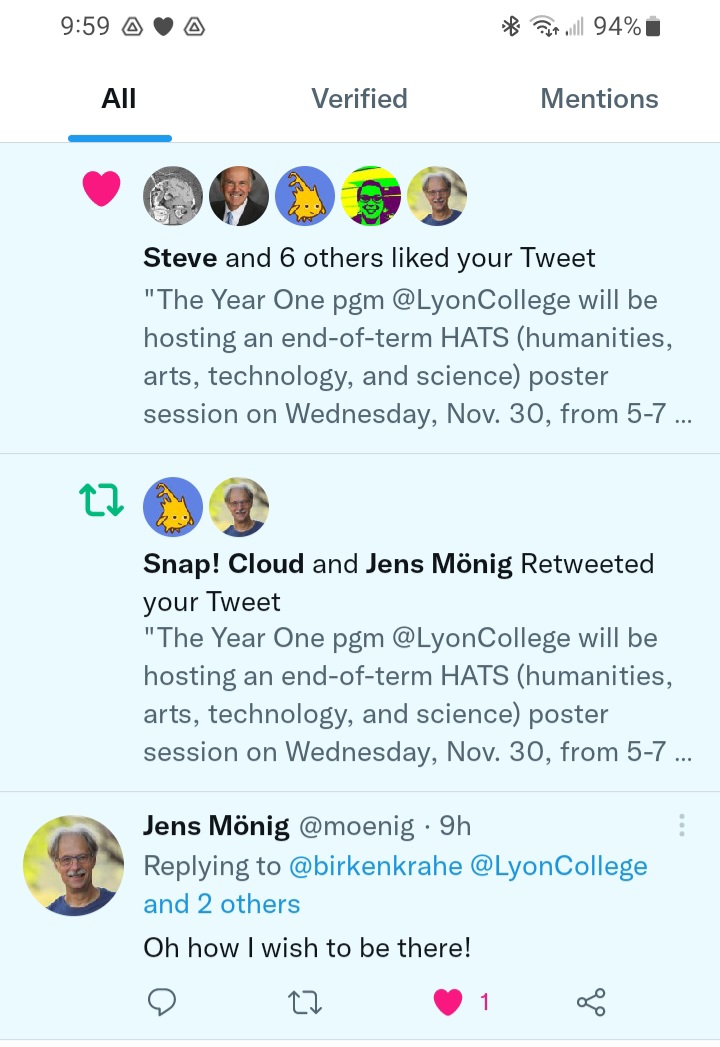 9:59 94%
All Verified Mentions
Steve and 6 others liked your Tweet
"The Year One pgm @LyonCollege will be
hosting an end-of-term HATS (humanities,
arts, technology, and science) poster
session on Wednesday, Nov. 30, from 5-7 ...
Snap! Cloud and Jens Mönig Retweeted
your Tweet
"The Year One pgm @LyonCollege will be
hosting an end-of-term HATS (humanities,
arts, technology, and science) poster
session on Wednesday, Nov. 30, from 5-7 ...
Jens Mönig @moenig · 9h
Replying to @birkenkrahe @LyonCollege
and 2 others
Oh how I wish to be there!
1